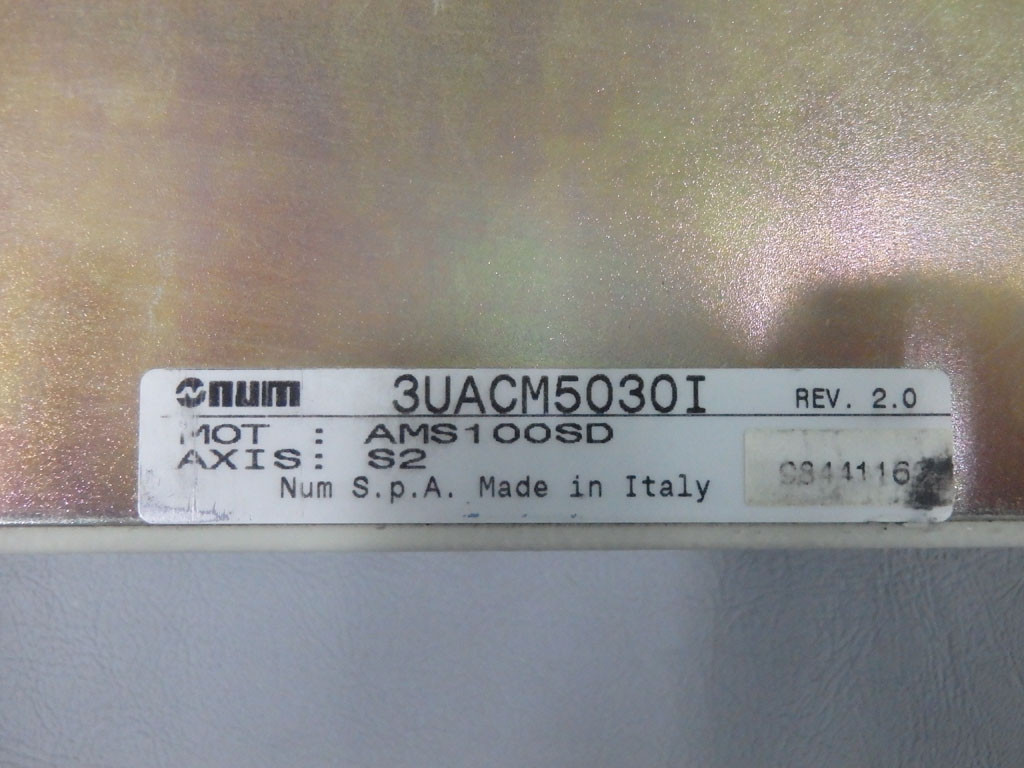 num 3UACM5030I REV. 2.0
MOT : AMS100SD
AXIS: S2
Num S.p.A. Made in Italy